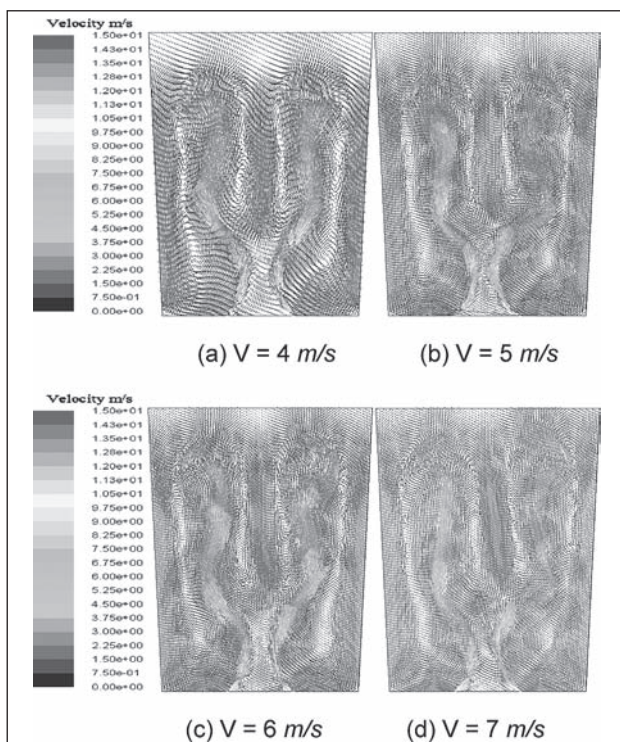 Velocity m/s
1.50e+01
1.43e+01
1.35e+01
1.28e+01
1.20e+01
1.13e+01
1.05e+01
9.75e+00
9.00e+00
8.25e+00
7.50e+00
6.75e+00
6.00e+00
5.25e+00
4.50e+00
3.75e+00
3.00e+00
2.25e+00
1.50e+00
7.50e-01
0.00e+00
(a) V = 4 m/s
(b) V = 5 m/s
Velocity m/s
1.50e+01
1.43e+01
1.35e+01
1.28e+01
1.20e+01
1.13e+01
1.05e+01
9.75e+00
9.00e+00
8.25e+00
7.50e+00
6.75e+00
6.00e+00
5.25e+00
4.50e+00
3.75e+00
3.00e+00
2.25e+00
1.50e+00
7.50e-01
0.00e+00
(c) V = 6 m/s
(d) V = 7 m/s